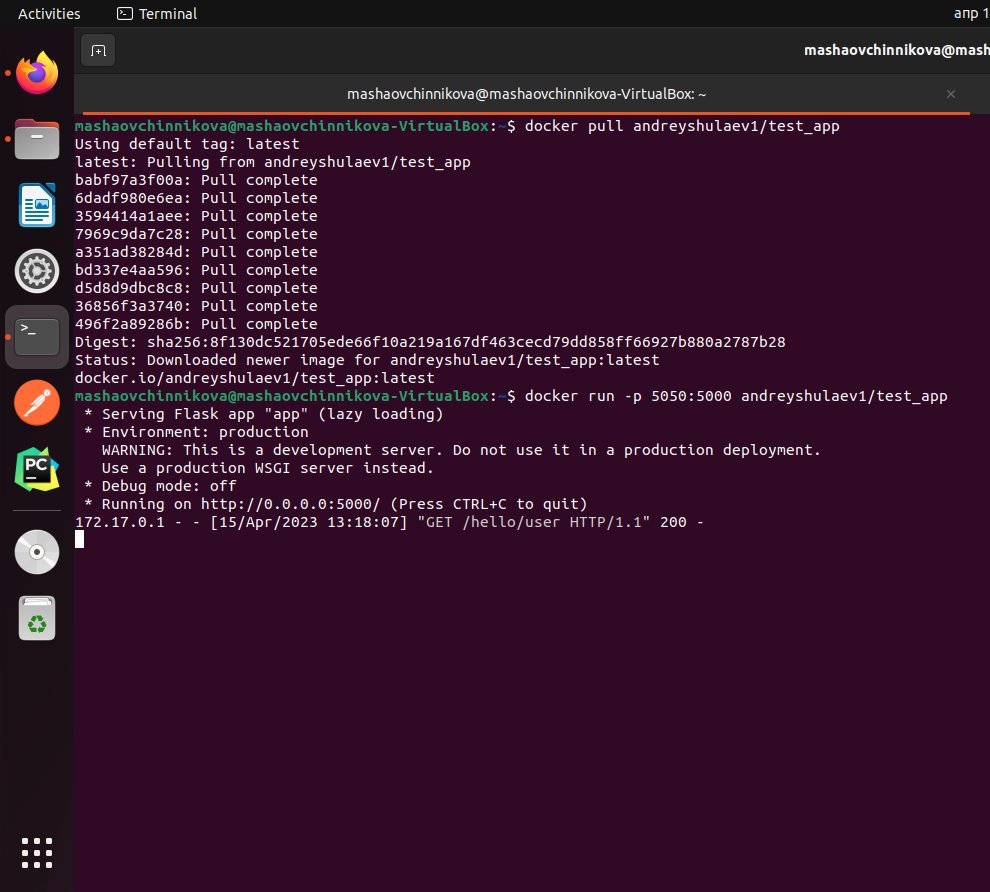 Activities
Terminal
апр 1
mashaovchinnikova@mash
mashaovchinnikova@mashaovchinnikova-VirtualBox: ~
mashaovchinnikova@mashaovchinnikova-VirtualBox:~$ docker pull andreyshulaev1/test_app
Using default tag: latest
latest: Pulling from andreyshulaev1/test_app
babf97a3f00a: Pull complete
6dadf980e6ea: Pull complete
3594414a1aee: Pull complete
7969c9da7c28: Pull complete
a351ad38284d: Pull complete
bd337e4aa596: Pull complete
d5d8d9dbc8c8: Pull complete
36856f3a3740: Pull complete
496f2a89286b: Pull complete
Digest: sha256:8f130dc521705ede66f10a219a167df463cecd79dd858ff66927b880a2787b28
Status: Downloaded newer image for andreyshulaev1/test_app:latest
docker.io/andreyshulaev1/test_app:latest
mashaovchinnikova@mashaovchinnikova-VirtualBox:~$ docker run -p 5050:5000 andreyshulaev1/test_app
 * Serving Flask app "app" (lazy loading)
 * Environment: production
   WARNING: This is a development server. Do not use it in a production deployment.
   Use a production WSGI server instead.
 * Debug mode: off
 * Running on http://0.0.0.0:5000/ (Press CTRL+C to quit)
172.17.0.1 - - [15/Apr/2023 13:18:07] "GET /hello/user HTTP/1.1" 200 -
PC